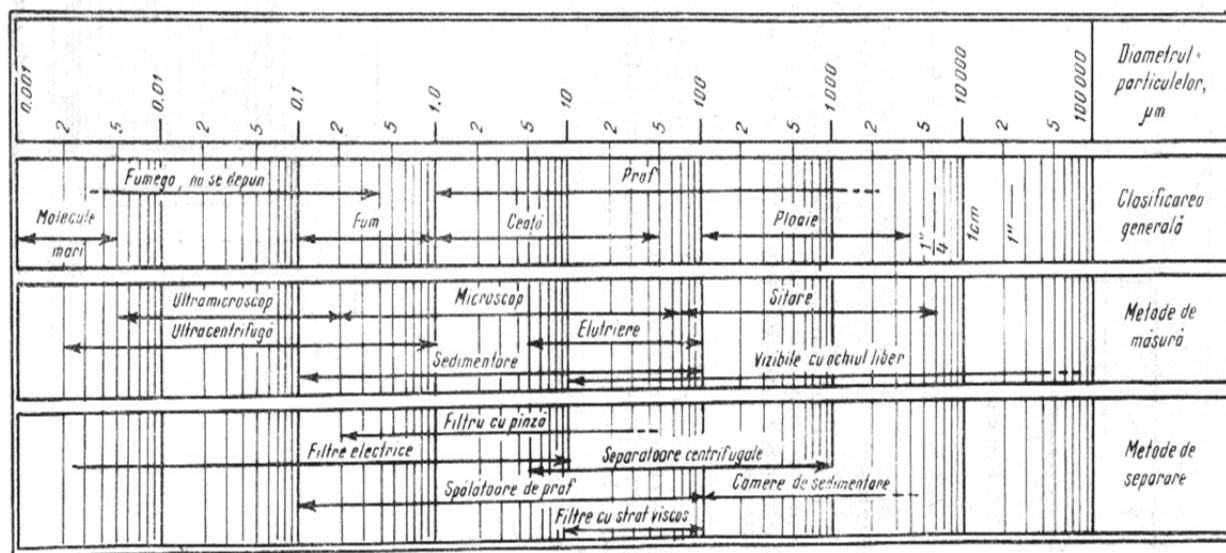 0.001 2 5 0,01 2 5 0,1 2 5 1,0 2 5 10 2 5 100 2 5 1000 2 5 10 000 2 5 100 000
Diametrul
particulelor,
µm
Fumego, nu se depun
Praf
Molecule
mari
Fum
Ceață
Ploaie
1"
4
1cm
1"
Clasificarea
generală
Ultramicroscop
Microscop
Sitare
Ultracentrifugă
Elutriere
Sedimentare
Vizibile cu ochiul liber
Metode de
măsură
Filtru cu pînză
Filtre electrice
Separatoare centrifugale
Spălătoare de praf
Camere de sedimentare
Filtre cu strat viscos
Metode de
separare